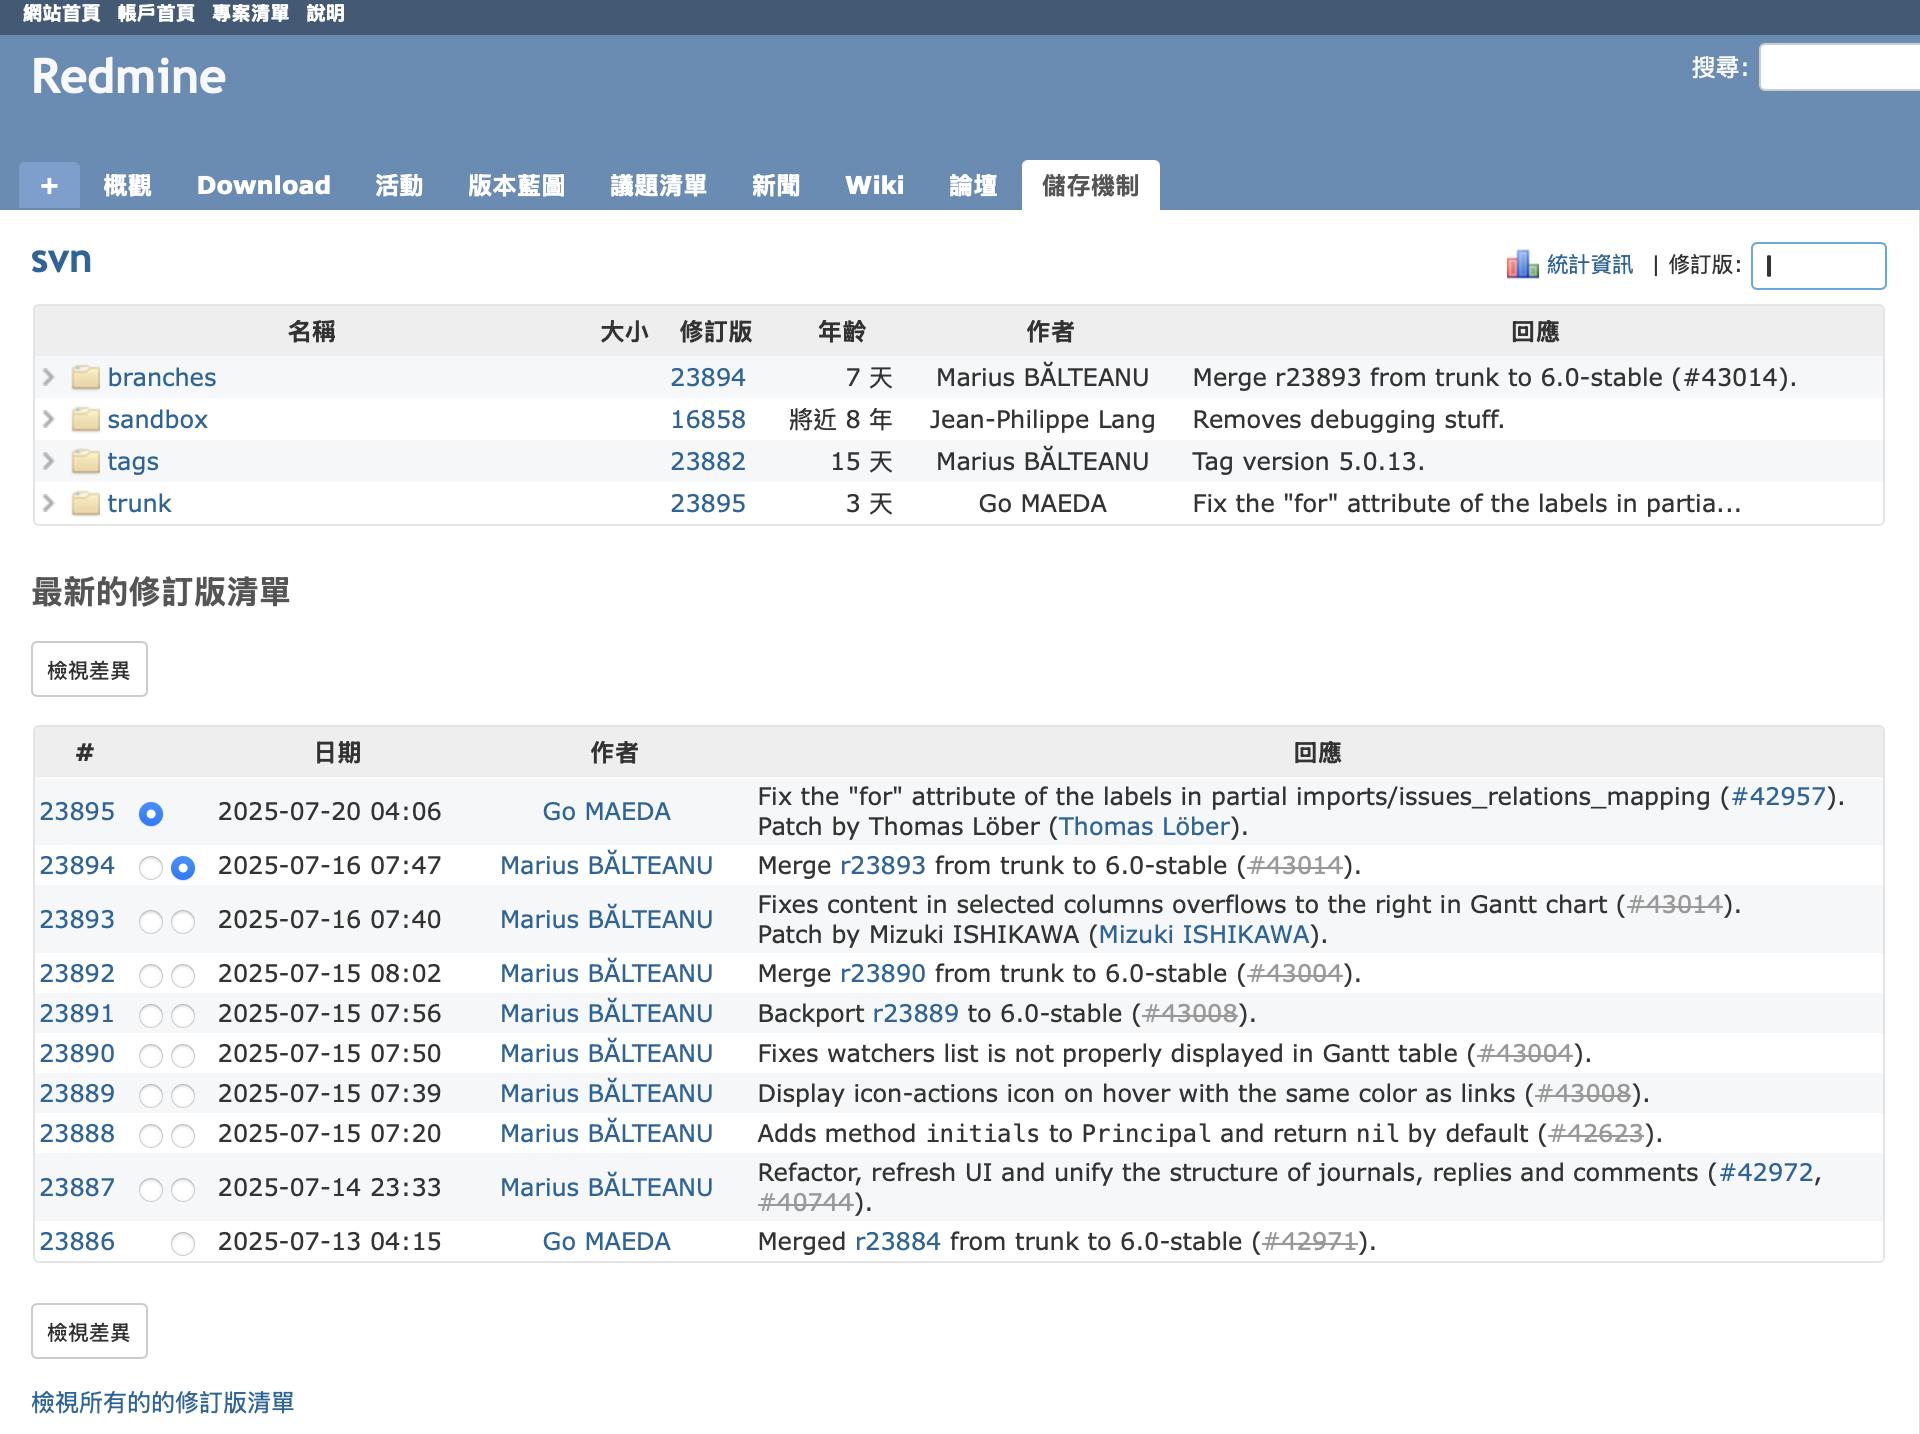 網站首頁 帳戶首頁 專案清單 說明
Redmine
搜尋:
+ 概觀 Download 活動 版本藍圖 議題清單 新聞 Wiki 論壇 儲存機制
svn
統計資訊 | 修訂版:
名稱 大小 修訂版 年齡 作者 回應
branches 23894 7 天 Marius BĂLTEANU Merge r23893 from trunk to 6.0-stable (#43014).
sandbox 16858 將近 8 年 Jean-Philippe Lang Removes debugging stuff.
tags 23882 15 天 Marius BĂLTEANU Tag version 5.0.13.
trunk 23895 3 天 Go MAEDA Fix the "for" attribute of the labels in partia...
最新的修訂版清單
檢視差異
# 日期 作者 回應
23895 2025-07-20 04:06 Go MAEDA Fix the "for" attribute of the labels in partial imports/issues_relations_mapping (#42957).
Patch by Thomas Löber (Thomas Löber).
23894 2025-07-16 07:47 Marius BĂLTEANU Merge r23893 from trunk to 6.0-stable (#43014).
23893 2025-07-16 07:40 Marius BĂLTEANU Fixes content in selected columns overflows to the right in Gantt chart (#43014).
Patch by Mizuki ISHIKAWA (Mizuki ISHIKAWA).
23892 2025-07-15 08:02 Marius BĂLTEANU Merge r23890 from trunk to 6.0-stable (#43004).
23891 2025-07-15 07:56 Marius BĂLTEANU Backport r23889 to 6.0-stable (#43008).
23890 2025-07-15 07:50 Marius BĂLTEANU Fixes watchers list is not properly displayed in Gantt table (#43004).
23889 2025-07-15 07:39 Marius BĂLTEANU Display icon-actions icon on hover with the same color as links (#43008).
23888 2025-07-15 07:20 Marius BĂLTEANU Adds method initials to Principal and return nil by default (#42623).
23887 2025-07-14 23:33 Marius BĂLTEANU Refactor, refresh UI and unify the structure of journals, replies and comments (#42972,
#40744).
23886 2025-07-13 04:15 Go MAEDA Merged r23884 from trunk to 6.0-stable (#42971).
檢視差異
檢視所有的的修訂版清單